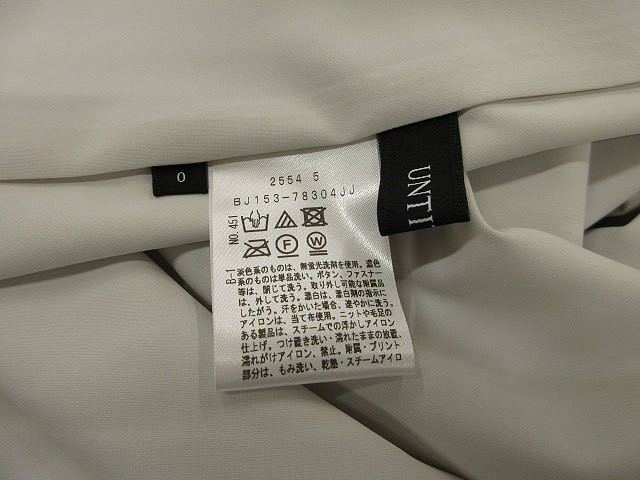 0
2554 5
BJ153-78304JJ
NO.451
F
W
UNTI
B-1
淡色系のものは、無蛍光洗剤を使用。濃色
系のものは単品洗い。ボタン、ファスナー
等は、閉じて洗う。取り外し可能な附属品
は、外して洗う。漂白は、漂白剤の指示に
したがう。汗をかいた場合、速やかに洗う。
アイロンは、当て布使用。ニットや毛足の
ある製品は、スチームでの浮かしアイロン
仕上げ。つけ置き洗い・濡れたままの放置、
濡れがけアイロン、禁止。附属・プリント
部分は、もみ洗い、乾燥・スチームアイロ